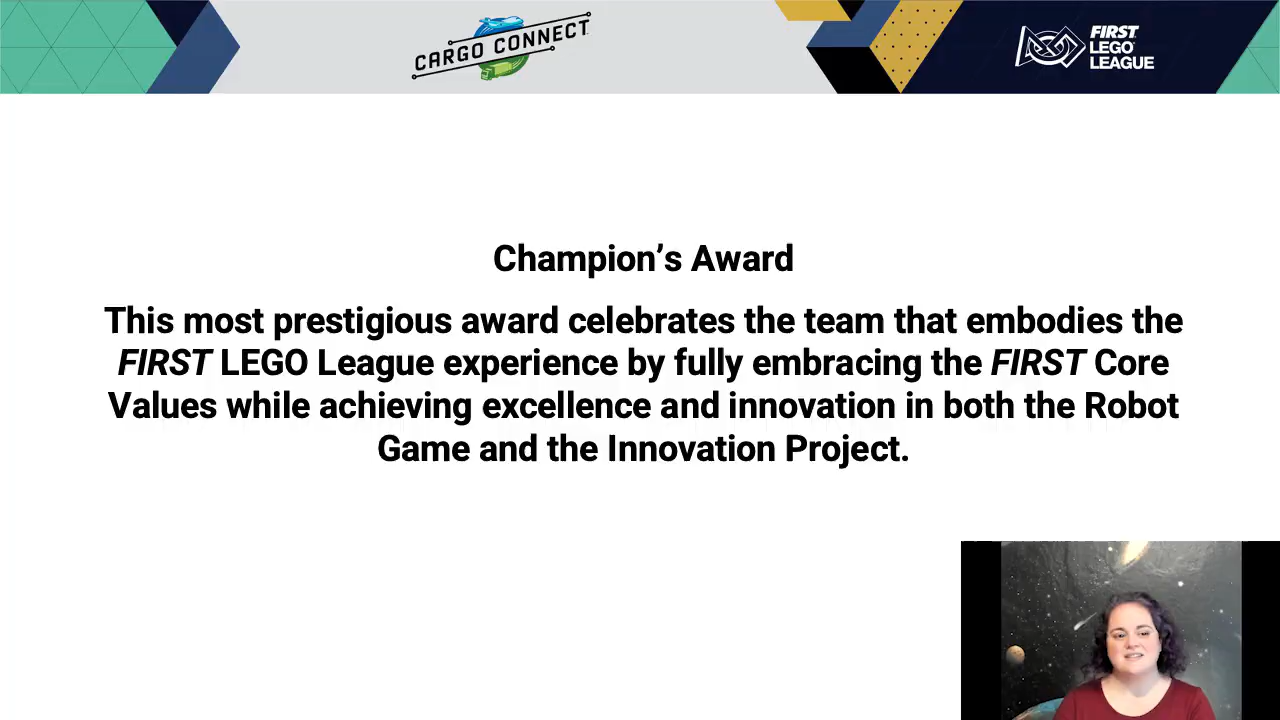 CARGO CONNECT
FIRST
LEGO
LEAGUE
Champion’s Award
This most prestigious award celebrates the team that embodies the
FIRST LEGO League experience by fully embracing the FIRST Core
Values while achieving excellence and innovation in both the Robot
Game and the Innovation Project.